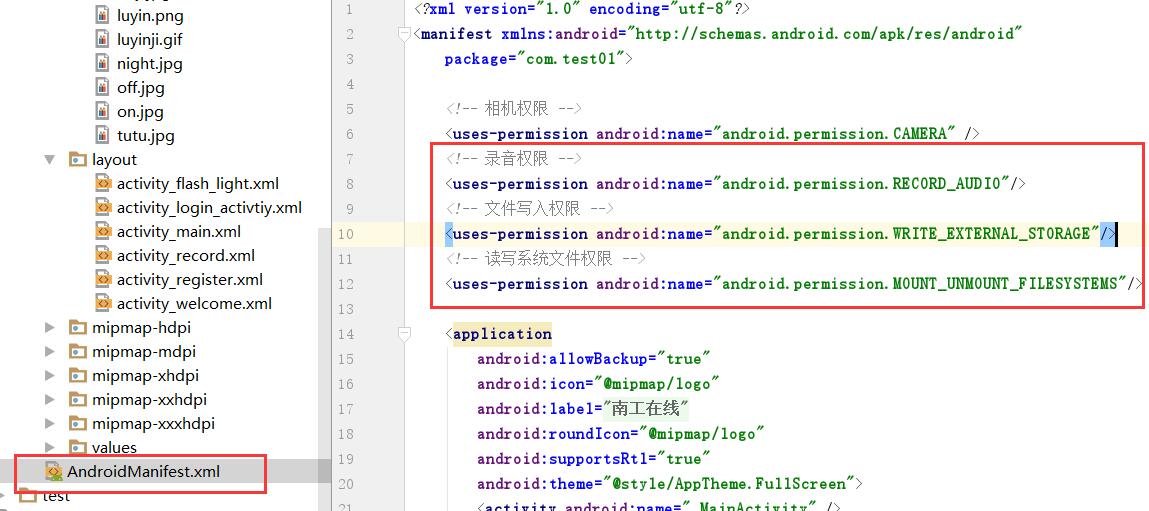 luyin.png
luyinji.gif
night.jpg
off.jpg
on.jpg
tutu.jpg
layout
activity_flash_light.xml
activity_login_activtiy.xml
activity_main.xml
activity_record.xml
activity_register.xml
activity_welcome.xml
mipmap-hdpi
mipmap-mdpi
mipmap-xhdpi
mipmap-xxhdpi
mipmap-xxxhdpi
values
AndroidManifest.xml
test
1 <?xml version="1.0" encoding="utf-8"?>
2 <manifest xmlns:android="http://schemas.android.com/apk/res/android"
3 package="com.test01">
4
5 <!-- 相机权限 -->
6 <uses-permission android:name="android.permission.CAMERA" />
7 <!-- 录音权限 -->
8 <uses-permission android:name="android.permission.RECORD_AUDIO"/>
9 <!-- 文件写入权限 -->
10 <uses-permission android:name="android.permission.WRITE_EXTERNAL_STORAGE"/>
11 <!-- 读写系统文件权限 -->
12 <uses-permission android:name="android.permission.MOUNT_UNMOUNT_FILESYSTEMS"/>
13
14 <application
15 android:allowBackup="true"
16 android:icon="@mipmap/logo"
17 android:label="南工在线"
18 android:roundIcon="@mipmap/logo"
19 android:supportsRtl="true"
20 android:theme="@style/AppTheme.FullScreen">
21 <activity android:name=".MainActivity" />